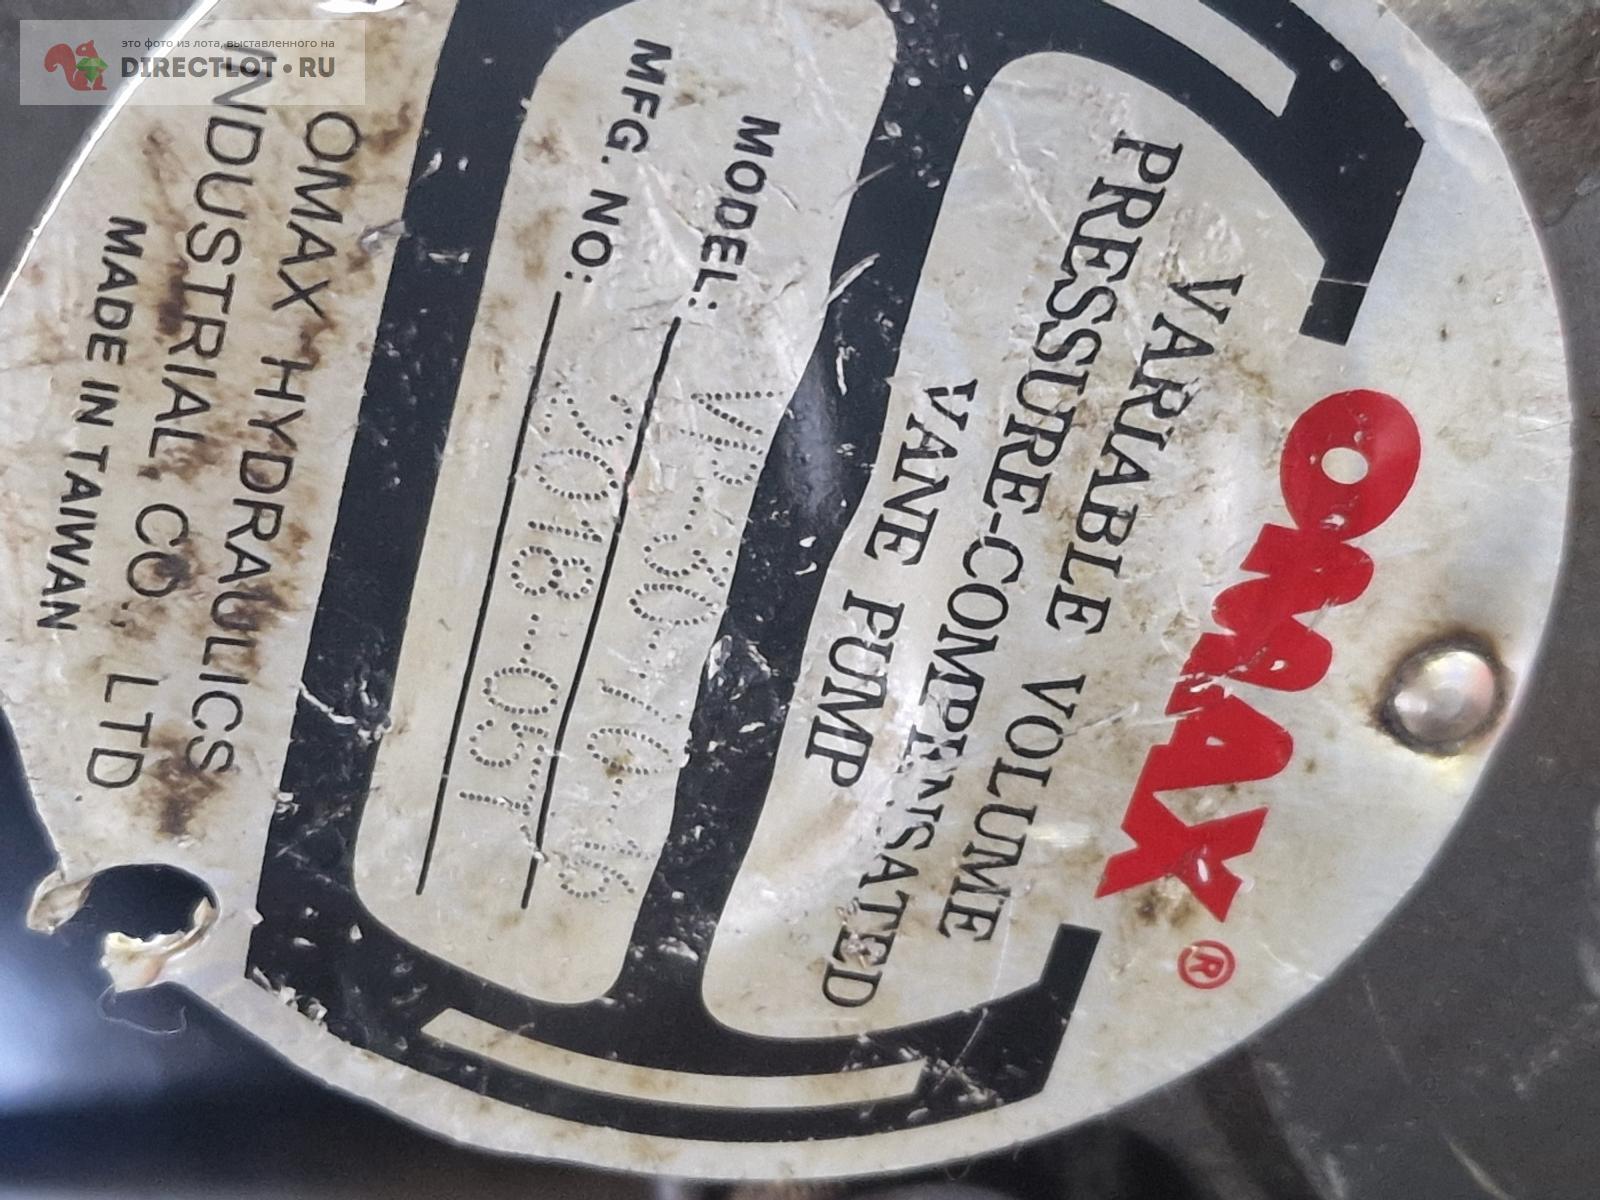 это фото из лота, выставленного на
DIRECTLOT•RU
OMAX®
VARIABLE VOLUME
PRESSURE-COMPENSATED
VANE PUMP
MODEL:
MFG. NO: 2018-057
OMAX HYDRAULICS
INDUSTRIAL. CO., LTD
MADE IN TAIWAN